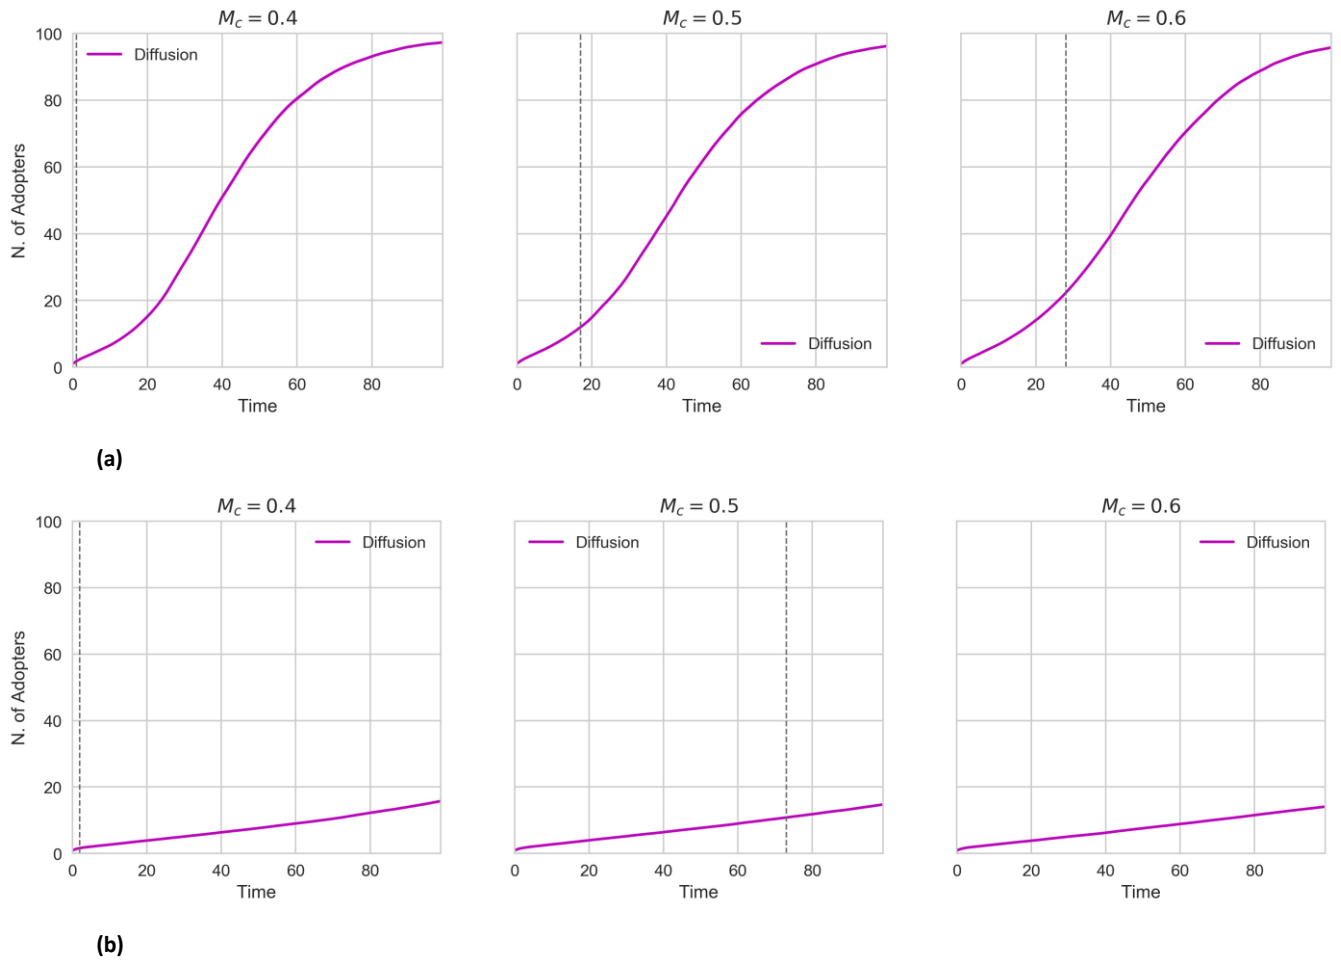 M_c = 0.4
M_c = 0.5
M_c = 0.6
100
80
60
40
20
0
N. of Adopters
Diffusion
Diffusion
Diffusion
0 20 40 60 80
0 20 40 60 80
0 20 40 60 80
Time
Time
Time
(a)
M_c = 0.4
M_c = 0.5
M_c = 0.6
100
80
60
40
20
0
N. of Adopters
Diffusion
Diffusion
Diffusion
0 20 40 60 80
0 20 40 60 80
0 20 40 60 80
Time
Time
Time
(b)